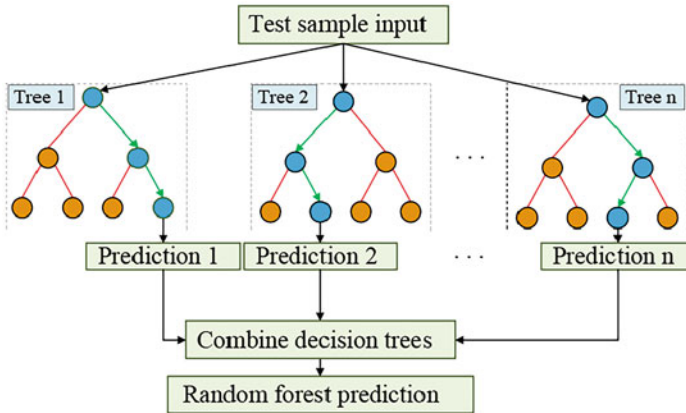 Test sample input
Tree 1
Tree 2
Tree n
. . .
Prediction 1
Prediction 2
. . .
Prediction n
Combine decision trees
Random forest prediction